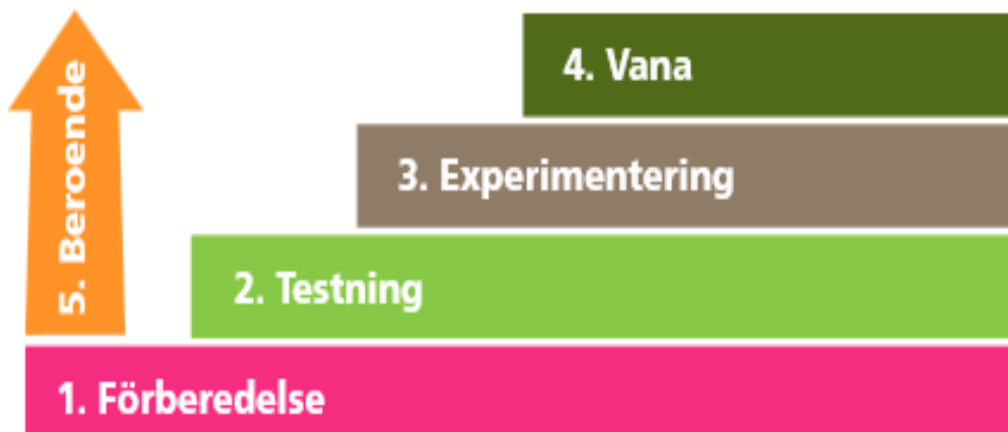 4. Vana
3. Experimentering
2. Testning
1. Förberedelse
5. Beroende